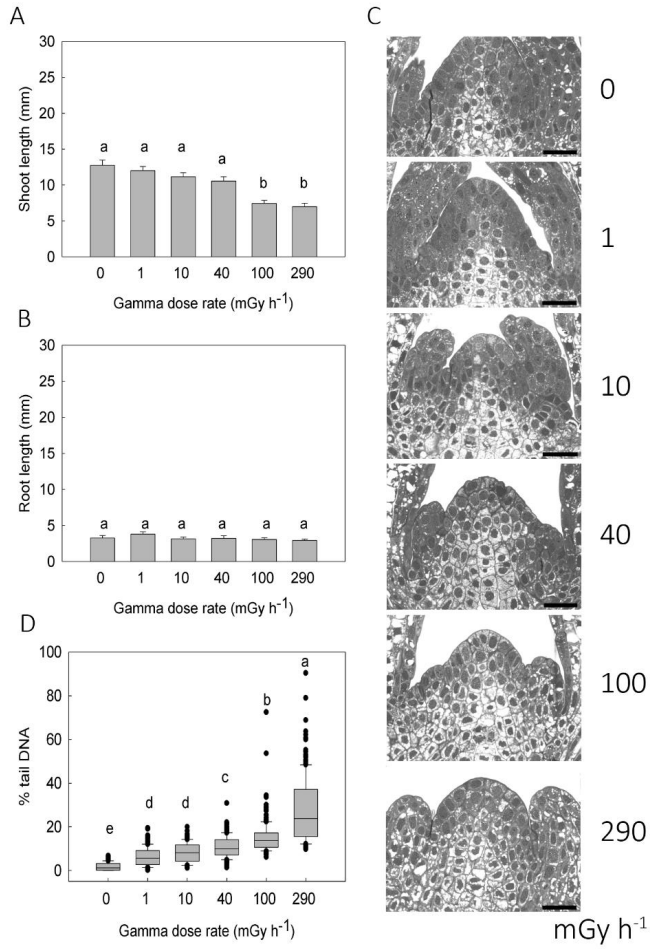 A
30
25
20
15
10
5
0
Shoot length (mm)
a a a a b b
0 1 10 40 100 290
Gamma dose rate (mGy h⁻¹)
B
30
25
20
15
10
5
0
Root length (mm)
a a a a a a
0 1 10 40 100 290
Gamma dose rate (mGy h⁻¹)
D
100
80
60
40
20
0
% tail DNA
e d d c b a
0 1 10 40 100 290
Gamma dose rate (mGy h⁻¹)
C
0
1
10
40
100
290
mGy h⁻¹